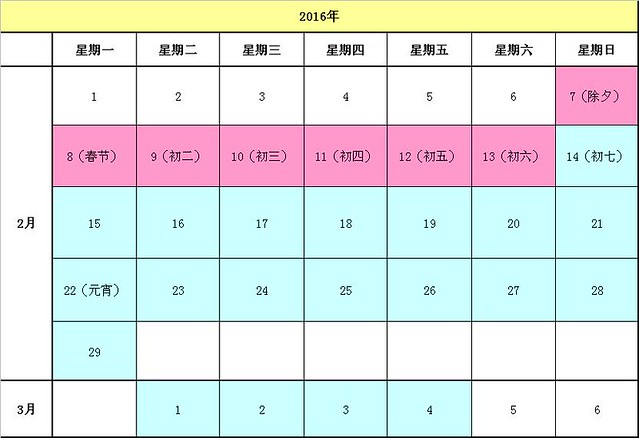 2016年
星期一 星期二 星期三 星期四 星期五 星期六 星期日
1 2 3 4 5 6 7（除夕）
8（春节） 9（初二） 10（初三） 11（初四） 12（初五） 13（初六） 14（初七）
2月 15 16 17 18 19 20 21
22（元宵） 23 24 25 26 27 28
29
3月 1 2 3 4 5 6